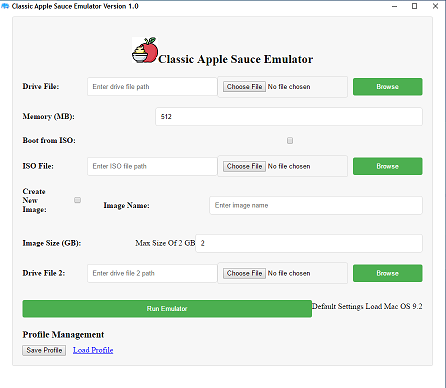 Classic Apple Sauce Emulator Version 1.0
Classic Apple Sauce Emulator
Drive File: Enter drive file path Choose File No file chosen Browse
Memory (MB): 512
Boot from ISO:
ISO File: Enter ISO file path Choose File No file chosen Browse
Create
New
Image:
Image Name: Enter image name
Image Size (GB): Max Size Of 2 GB 2
Drive File 2: Enter drive file 2 path Choose File No file chosen Browse
Run Emulator Default Settings Load Mac OS 9.2
Profile Management
Save Profile Load Profile